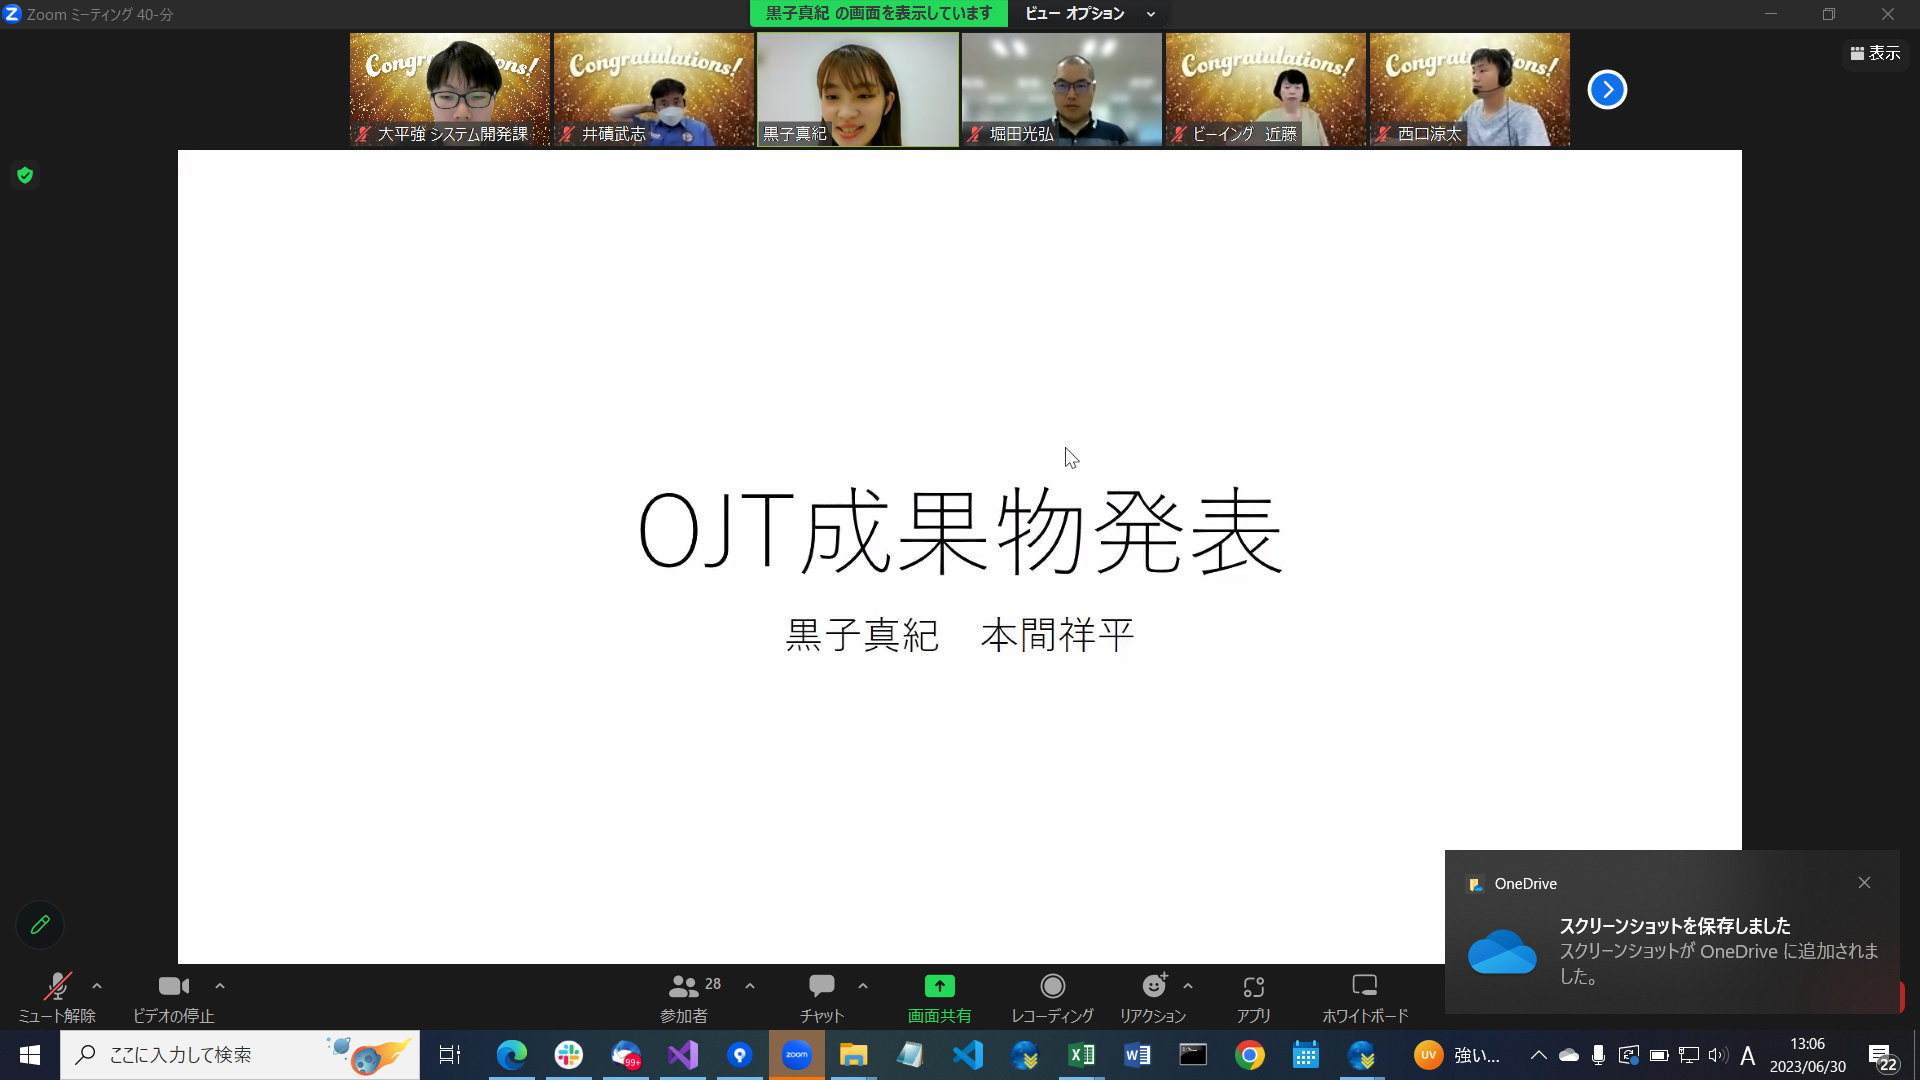 Zoom ミーティング 40-分
黒子真紀 の画面を表示しています
ビュー オプション
表示
Congratulations!
Congratulations!
Congratulations!
Congratulations!
大平強 システム開発課
井磧武志
黒子真紀
堀田光弘
ビーイング 近藤
西口涼太
OJT成果物発表
黒子真紀 本間祥平
OneDrive
スクリーンショットを保存しました
スクリーンショットが OneDrive に追加されま
した。
ミュート解除
ビデオの停止
28
参加者
チャット
画面共有
レコーディング
リアクション
アプリ
ホワイトボード
ここに入力して検索
99+
zoom
UV
強い...
A
13:06
2023/06/30
22